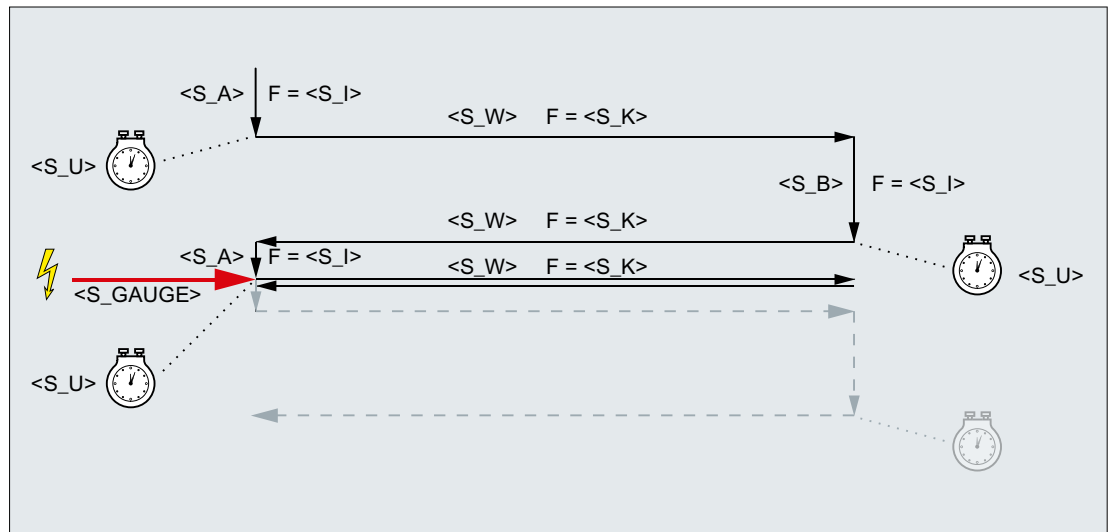 <S_A> F = <S_I>
<S_W> F = <S_K>
<S_U>
<S_B> F = <S_I>
<S_W> F = <S_K>
<S_A> F = <S_I>
<S_W> F = <S_K>
<S_U>
<S_GAUGE>
<S_U>